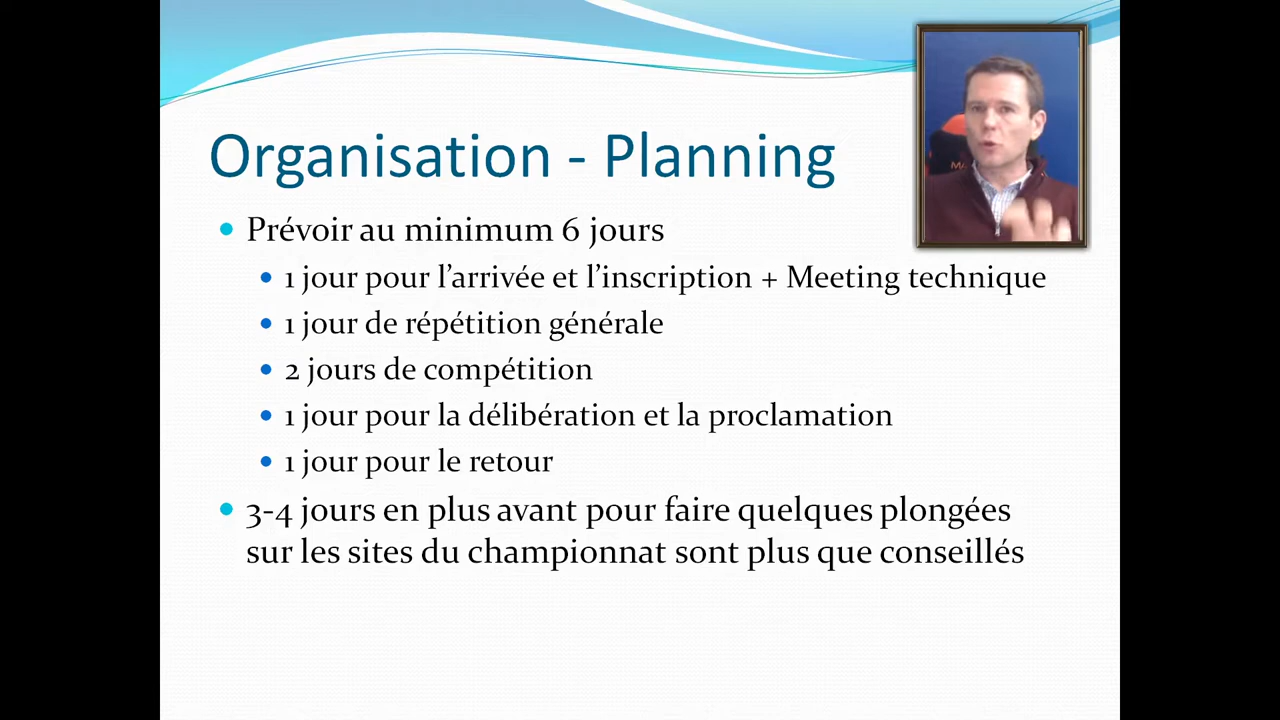 Organisation - Planning
Prévoir au minimum 6 jours
1 jour pour l’arrivée et l’inscription + Meeting technique
1 jour de répétition générale
2 jours de compétition
1 jour pour la délibération et la proclamation
1 jour pour le retour
3-4 jours en plus avant pour faire quelques plongées
sur les sites du championnat sont plus que conseillés